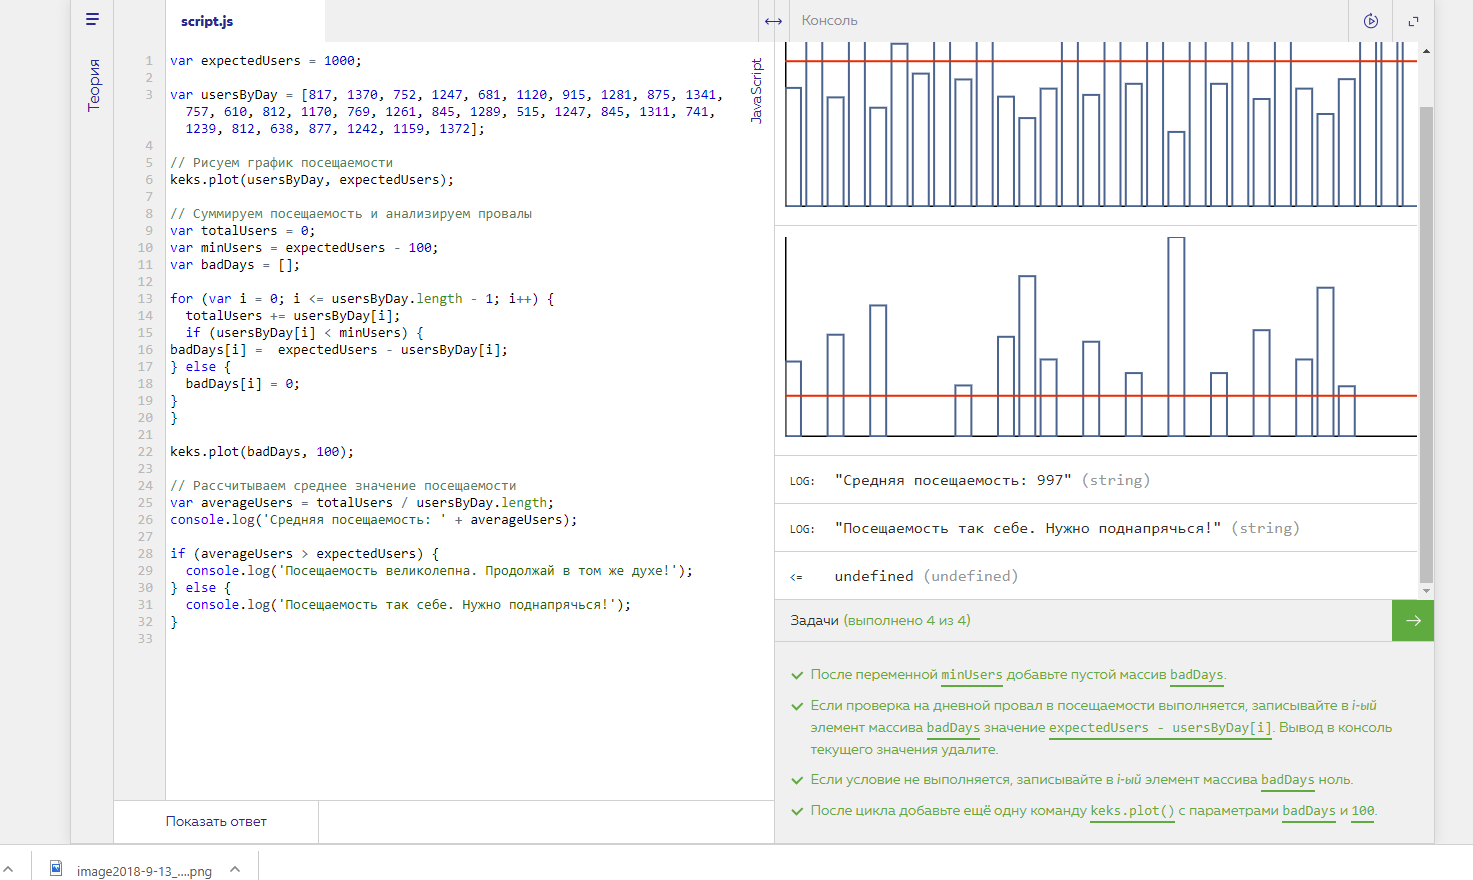 Теория
script.js
1 var expectedUsers = 1000;
2
3 var usersByDay = [817, 1370, 752, 1247, 681, 1120, 915, 1281, 875, 1341,
757, 610, 812, 1170, 769, 1261, 845, 1289, 515, 1247, 845, 1311, 741,
1239, 812, 638, 877, 1242, 1159, 1372];
4
5 // Рисуем график посещаемости
6 keks.plot(usersByDay, expectedUsers);
7
8 // Суммируем посещаемость и анализируем провалы
9 var totalUsers = 0;
10 var minUsers = expectedUsers - 100;
11 var badDays = [];
12
13 for (var i = 0; i <= usersByDay.length - 1; i++) {
14 totalUsers += usersByDay[i];
15 if (usersByDay[i] < minUsers) {
16 badDays[i] =  expectedUsers - usersByDay[i];
17 } else {
18 badDays[i] = 0;
19 }
20 }
21
22 keks.plot(badDays, 100);
23
24 // Рассчитываем среднее значение посещаемости
25 var averageUsers = totalUsers / usersByDay.length;
26 console.log('Средняя посещаемость: ' + averageUsers);
27
28 if (averageUsers > expectedUsers) {
29 console.log('Посещаемость великолепна. Продолжай в том же духе!');
30 } else {
31 console.log('Посещаемость так себе. Нужно поднапрячься!');
32 }
33
Показать ответ
JavaScript
Консоль
LOG: "Средняя посещаемость: 997" (string)
LOG: "Посещаемость так себе. Нужно поднапрячься!" (string)
<= undefined (undefined)
Задачи (выполнено 4 из 4)
После переменной minUsers добавьте пустой массив badDays.
Если проверка на дневной провал в посещаемости выполняется, записывайте в i-ый
элемент массива badDays значение expectedUsers - usersByDay[i]. Вывод в консоль
текущего значения удалите.
Если условие не выполняется, записывайте в i-ый элемент массива badDays ноль.
После цикла добавьте ещё одну команду keks.plot() с параметрами badDays и 100.
image2018-9-13_....png